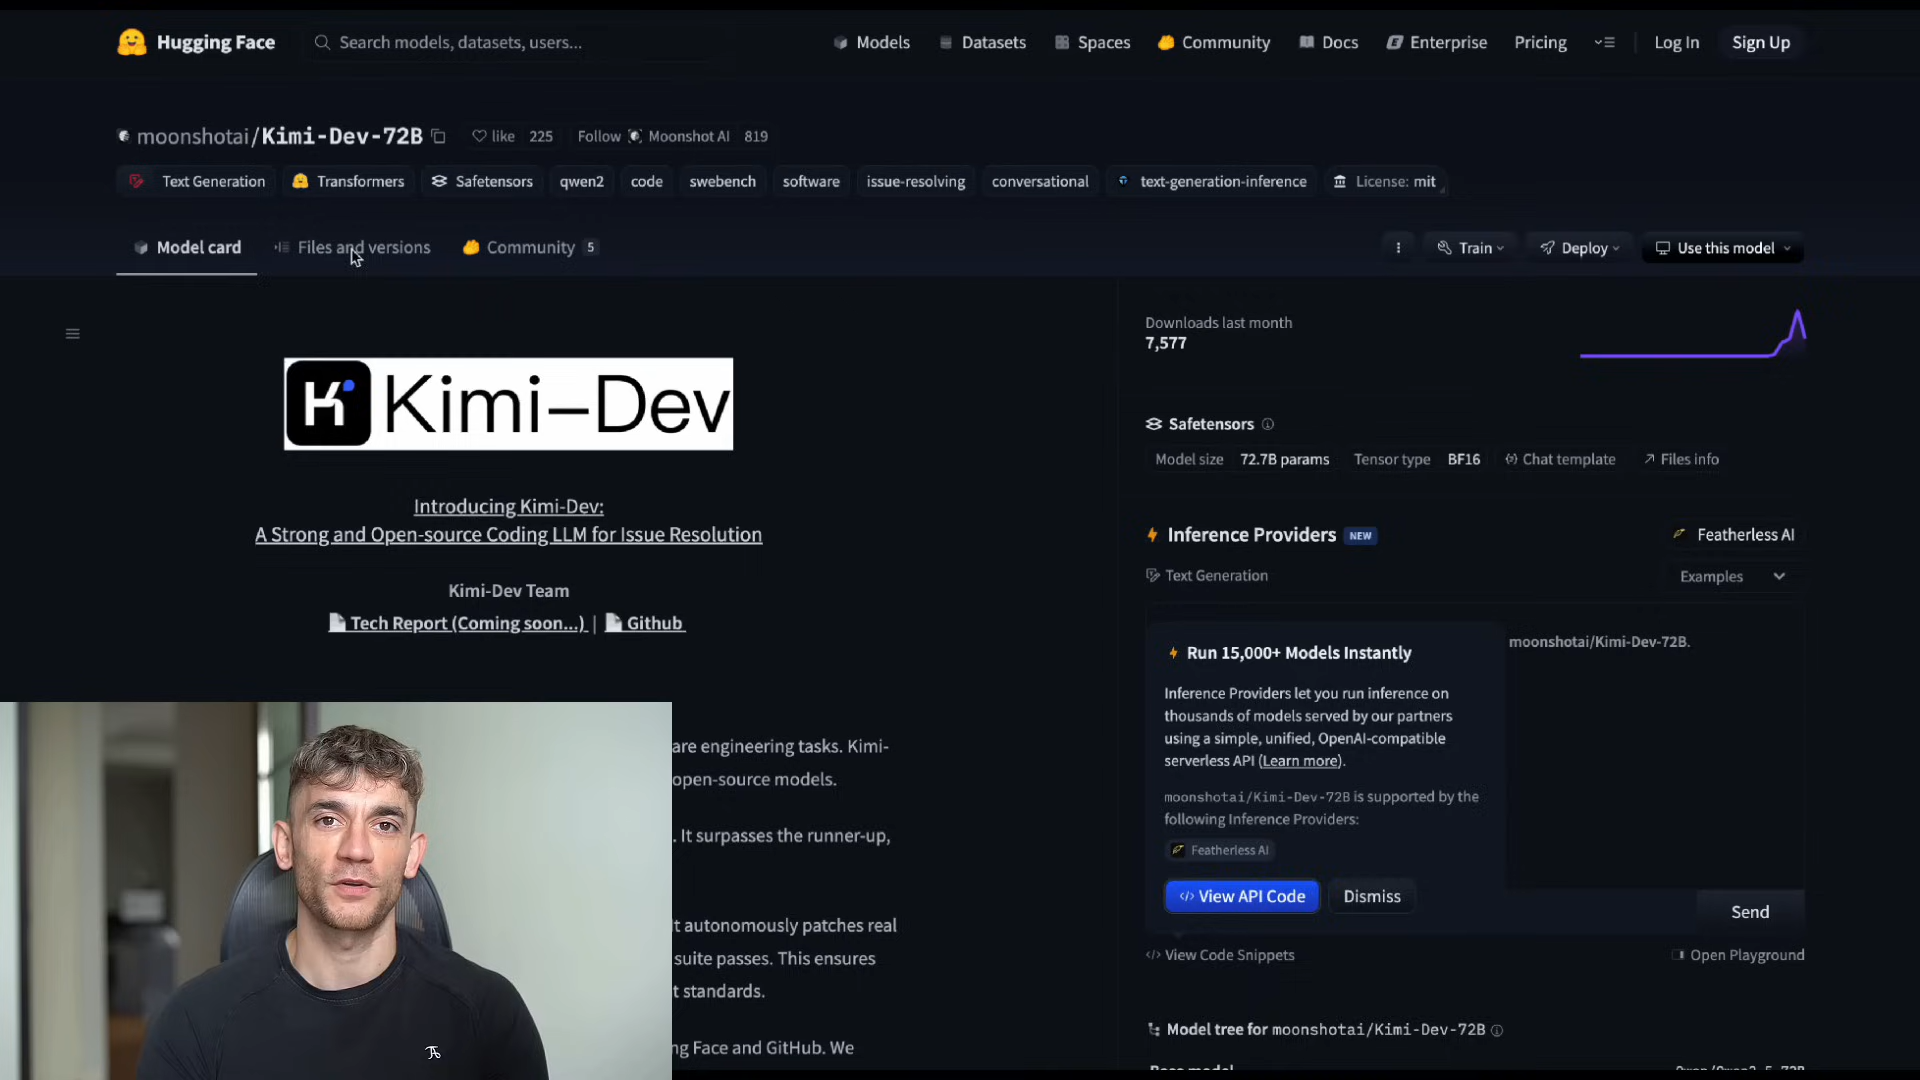 Hugging Face
Search models, datasets, users...
Models
Datasets
Spaces
Community
Docs
Enterprise
Pricing
Log In
Sign Up
moonshotai/Kimi-Dev-72B
like 225
Follow Moonshot AI 819
Text Generation
Transformers
Safetensors
qwen2
code
swebench
software
issue-resolving
conversational
text-generation-inference
License: mit
Model card
Files and versions
Community 5
Train
Deploy
Use this model
Kimi-Dev
Introducing Kimi-Dev:
A Strong and Open-source Coding LLM for Issue Resolution
Kimi-Dev Team
Tech Report (Coming soon...) | Github
are engineering tasks. Kimi-
open-source models.
. It surpasses the runner-up,
It autonomously patches real
suite passes. This ensures
t standards.
ng Face and GitHub. We
Downloads last month
7,577
Safetensors
Model size 72.7B params
Tensor type BF16
Chat template
Files info
Inference Providers NEW
Featherless AI
Text Generation
Examples
moonshotai/Kimi-Dev-72B.
Run 15,000+ Models Instantly
Inference Providers let you run inference on
thousands of models served by our partners
using a simple, unified, OpenAI-compatible
serverless API (Learn more).
moonshotai/Kimi-Dev-72B is supported by the
following Inference Providers:
Featherless AI
View API Code
Dismiss
Send
View Code Snippets
Open Playground
Model tree for moonshotai/Kimi-Dev-72B
Base model